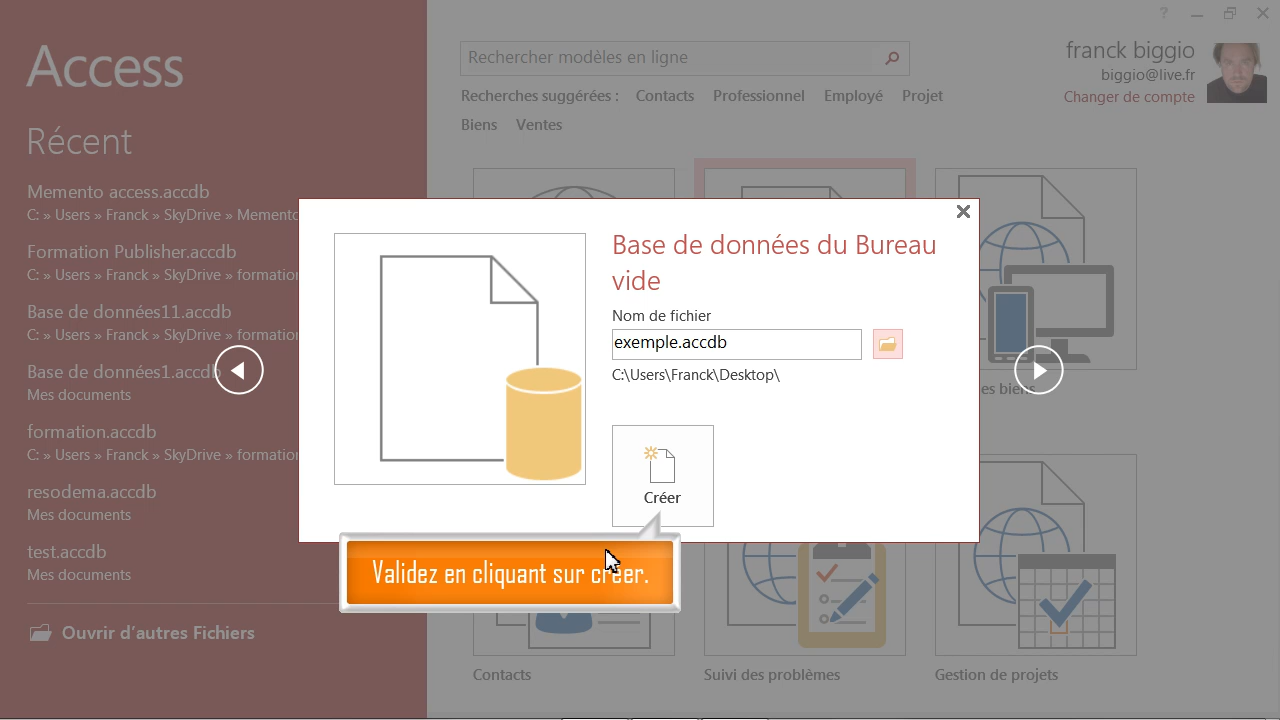 Access
Récent
Memento access.accdb
C: » Users » Franck » SkyDrive » Memento
Formation Publisher.accdb
C: » Users » Franck » SkyDrive » formation
Base de données11.accdb
C: » Users » Franck » SkyDrive » formation
Base de données1.accdb
Mes documents
formation.accdb
C: » Users » Franck » SkyDrive » formation
resodema.accdb
Mes documents
test.accdb
Mes documents
Ouvrir d'autres Fichiers
?
Rechercher modèles en ligne
franck biggio
biggio@live.fr
Changer de compte
Recherches suggérées : Contacts Professionnel Employé Projet
Biens Ventes
Base de données du Bureau
vide
Nom de fichier
exemple.accdb
C:\Users\Franck\Desktop\
Créer
Validez en cliquant sur créer.
es biens
Contacts
Suivi des problèmes
Gestion de projets